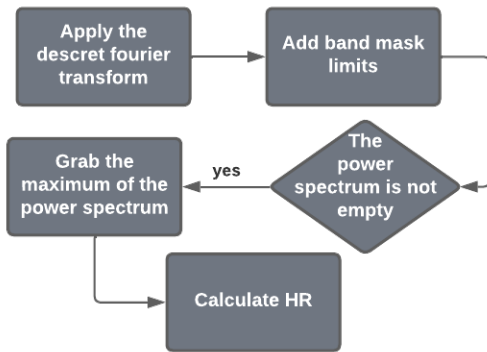 Apply the
descret fourier
transform
Add band mask
limits
The
power
spectrum is not
empty
yes
Grab the
maximum of the
power spectrum
Calculate HR